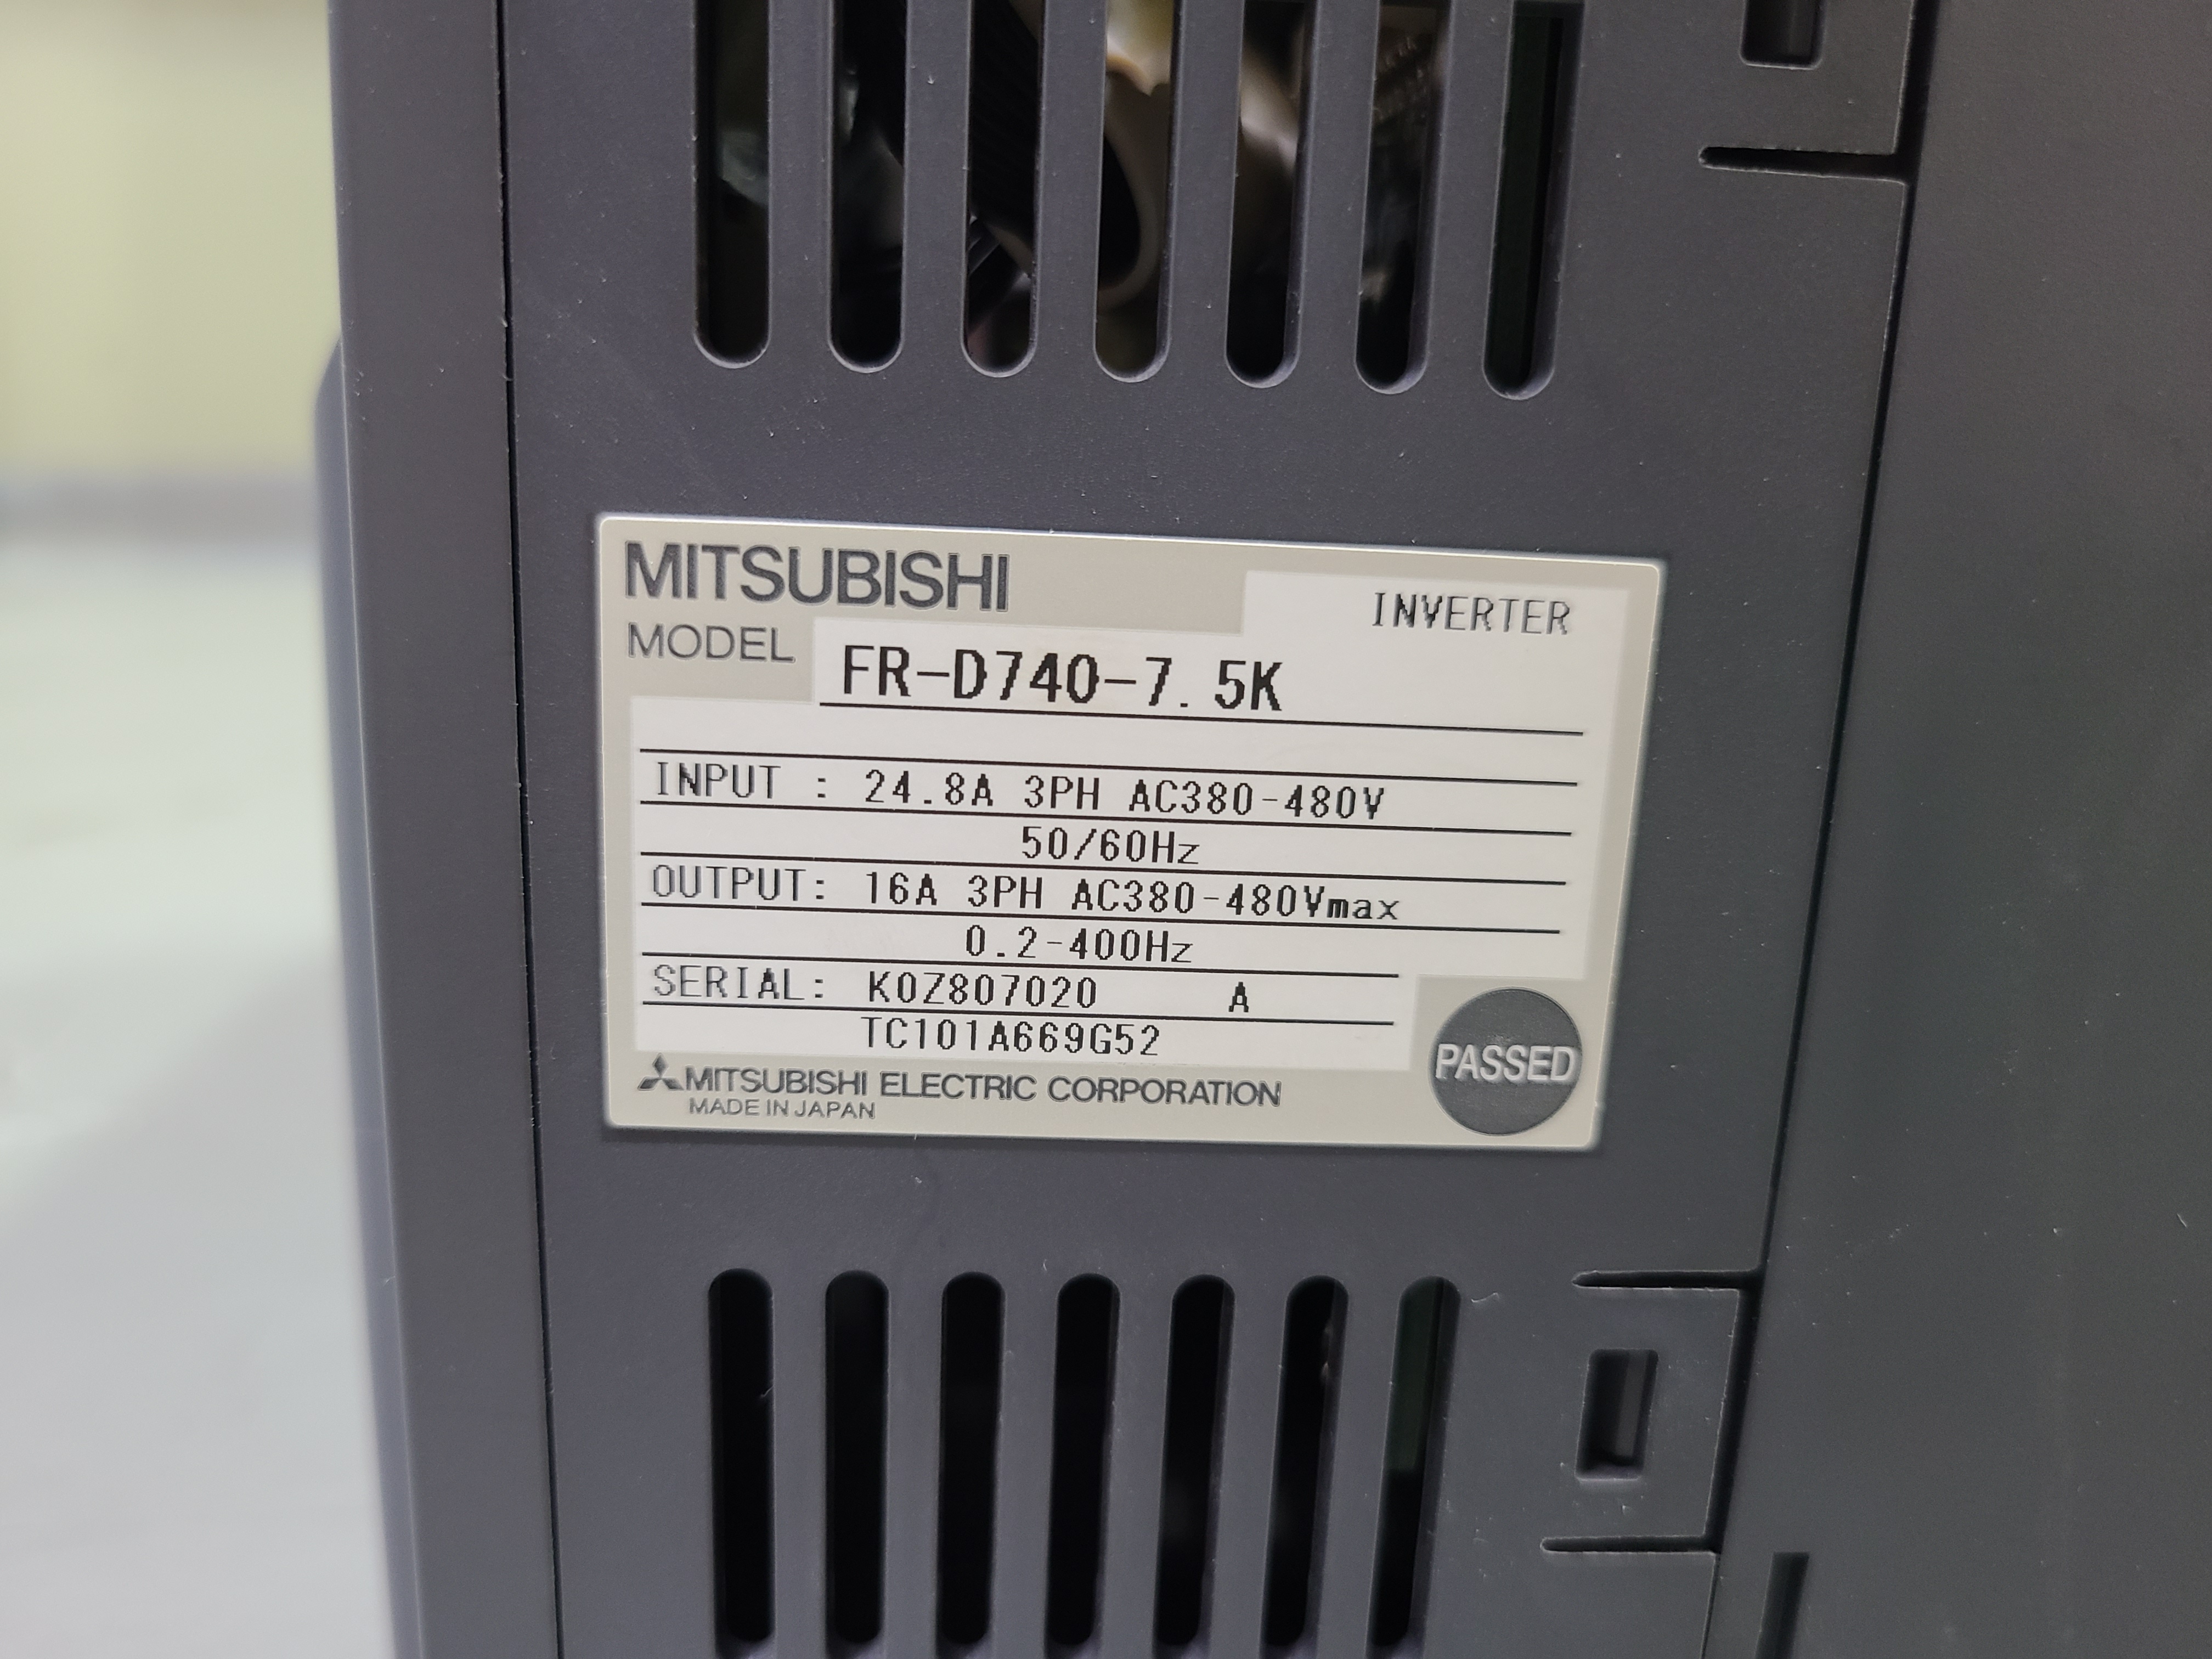 MITSUBISHI
INVERTER
MODEL FR-D740-7.5K
INPUT : 24.8A 3PH AC380-480V
50/60Hz
OUTPUT: 16A 3PH AC380-480Vmax
0.2-400Hz
SERIAL: K0Z807020 A
TC101A669G52
PASSED
MITSUBISHI ELECTRIC CORPORATION
MADE IN JAPAN